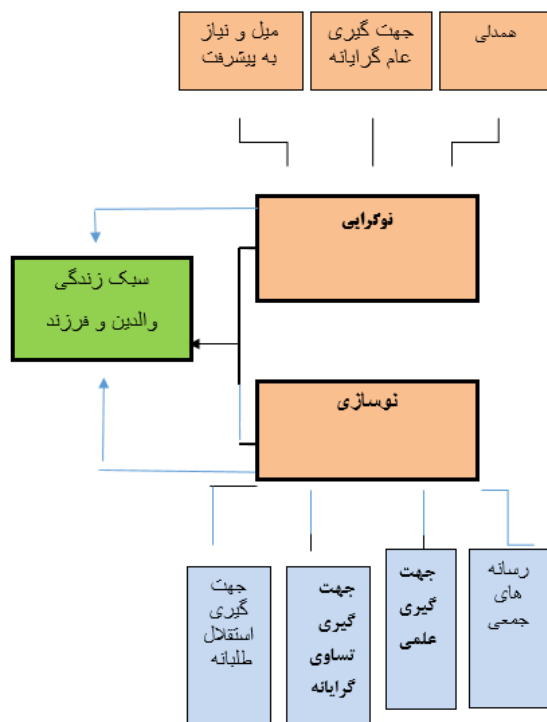 همدلی
جهت گیری
عام گرایانه
میل و نیاز
به پیشرفت
نوگرایی
سبک زندگی
والدین و فرزند
نوسازی
رسانه
های
جمعی
جهت
گیری
علمی
جهت
گیری
تساوی
گرایانه
جهت
گیری
استقلال
طلبانه